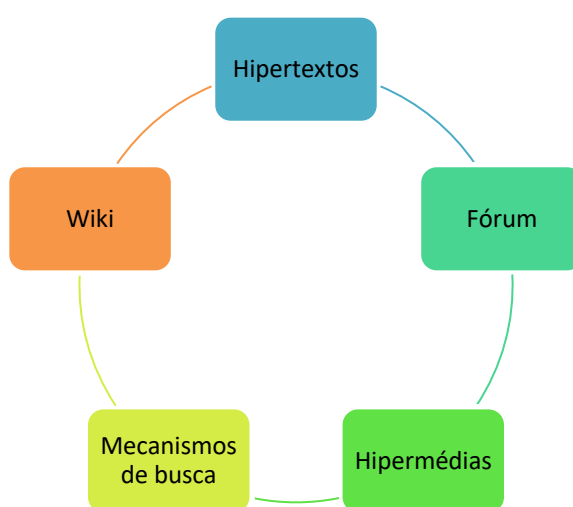 Hipertextos
Fórum
Hipermédias
Mecanismos
de busca
Wiki